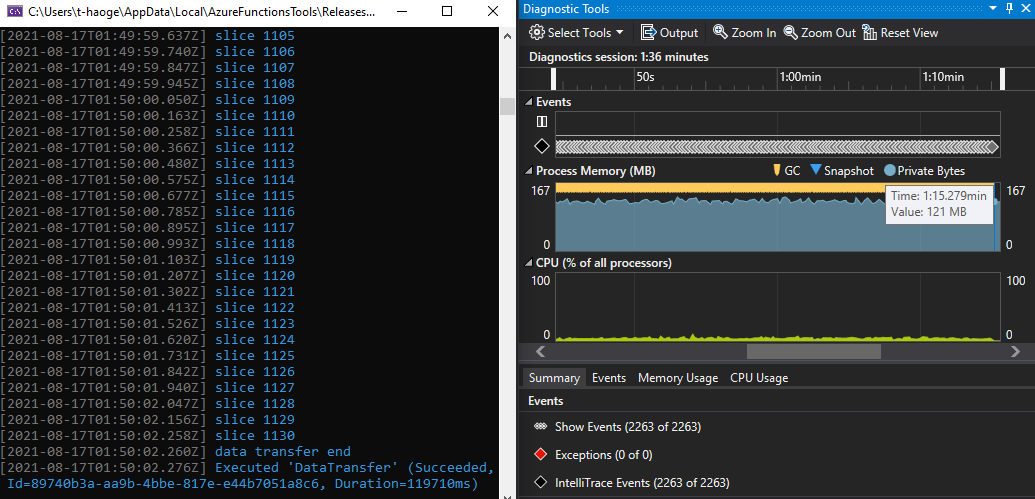 C:\Users\t-haoge\AppData\Local\AzureFunctionsTools\Releases...
[2021-08-17T01:49:59.637Z] slice 1105
[2021-08-17T01:49:59.740Z] slice 1106
[2021-08-17T01:49:59.847Z] slice 1107
[2021-08-17T01:49:59.945Z] slice 1108
[2021-08-17T01:50:00.050Z] slice 1109
[2021-08-17T01:50:00.163Z] slice 1110
[2021-08-17T01:50:00.258Z] slice 1111
[2021-08-17T01:50:00.366Z] slice 1112
[2021-08-17T01:50:00.480Z] slice 1113
[2021-08-17T01:50:00.575Z] slice 1114
[2021-08-17T01:50:00.677Z] slice 1115
[2021-08-17T01:50:00.785Z] slice 1116
[2021-08-17T01:50:00.895Z] slice 1117
[2021-08-17T01:50:00.993Z] slice 1118
[2021-08-17T01:50:01.103Z] slice 1119
[2021-08-17T01:50:01.207Z] slice 1120
[2021-08-17T01:50:01.302Z] slice 1121
[2021-08-17T01:50:01.413Z] slice 1122
[2021-08-17T01:50:01.526Z] slice 1123
[2021-08-17T01:50:01.620Z] slice 1124
[2021-08-17T01:50:01.731Z] slice 1125
[2021-08-17T01:50:01.842Z] slice 1126
[2021-08-17T01:50:01.940Z] slice 1127
[2021-08-17T01:50:02.047Z] slice 1128
[2021-08-17T01:50:02.156Z] slice 1129
[2021-08-17T01:50:02.258Z] slice 1130
[2021-08-17T01:50:02.260Z] data transfer end
[2021-08-17T01:50:02.276Z] Executed 'DataTransfer' (Succeeded,
Id=89740b3a-aa9b-4bbe-817e-e44b7051a8c6, Duration=119710ms)
Diagnostic Tools
Select Tools Output Zoom In Zoom Out Reset View
Diagnostics session: 1:36 minutes
50s 1:00min 1:10min
Events
Process Memory (MB) GC Snapshot Private Bytes
167 167
Time: 1:15.279min
Value: 121 MB
0 0
CPU (% of all processors)
100 100
0 0
Summary Events Memory Usage CPU Usage
Events
Show Events (2263 of 2263)
Exceptions (0 of 0)
IntelliTrace Events (2263 of 2263)